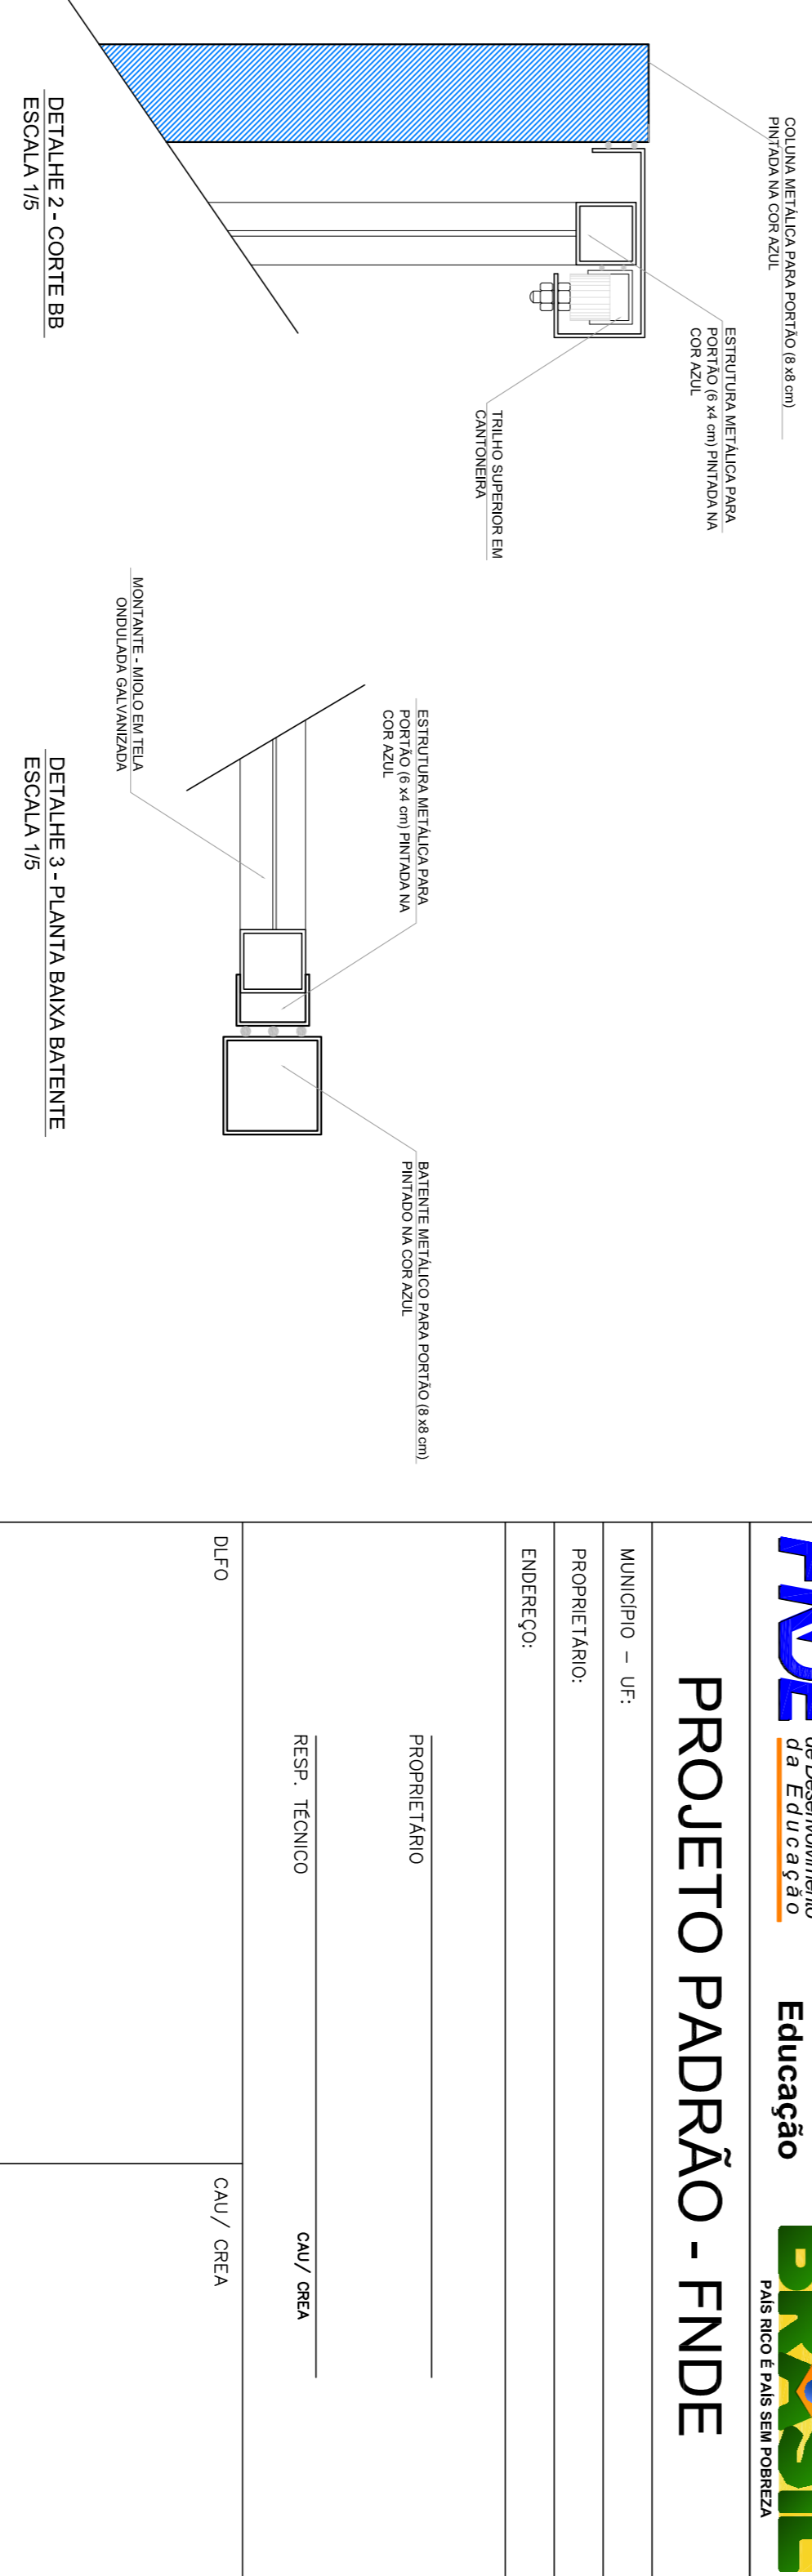 COLUNA METÁLICA PARA PORTÃO (8 x8 cm)
PINTADA NA COR AZUL
ESTRUTURA METÁLICA PARA
PORTÃO (6 x4 cm) PINTADA NA
COR AZUL
TRILHO SUPERIOR EM
CANTONEIRA
DETALHE 2 - CORTE BB
ESCALA 1/5
ESTRUTURA METÁLICA PARA
PORTÃO (6 x4 cm) PINTADA NA
COR AZUL
BATENTE METÁLICO PARA PORTÃO (8 x8 cm)
PINTADO NA COR AZUL
MONTANTE - MIOLO EM TELA
ONDULADA GALVANIZADA
DETALHE 3 - PLANTA BAIXA BATENTE
ESCALA 1/5
FNDE
de Desenvolvimento
da Educação
Educação
BRASIL
PAÍS RICO É PAÍS SEM POBREZA
PROJETO PADRÃO - FNDE
MUNICÍPIO – UF:
PROPRIETÁRIO:
ENDEREÇO:
PROPRIETÁRIO
RESP. TÉCNICO
CAU/ CREA
DLFO
CAU/ CREA